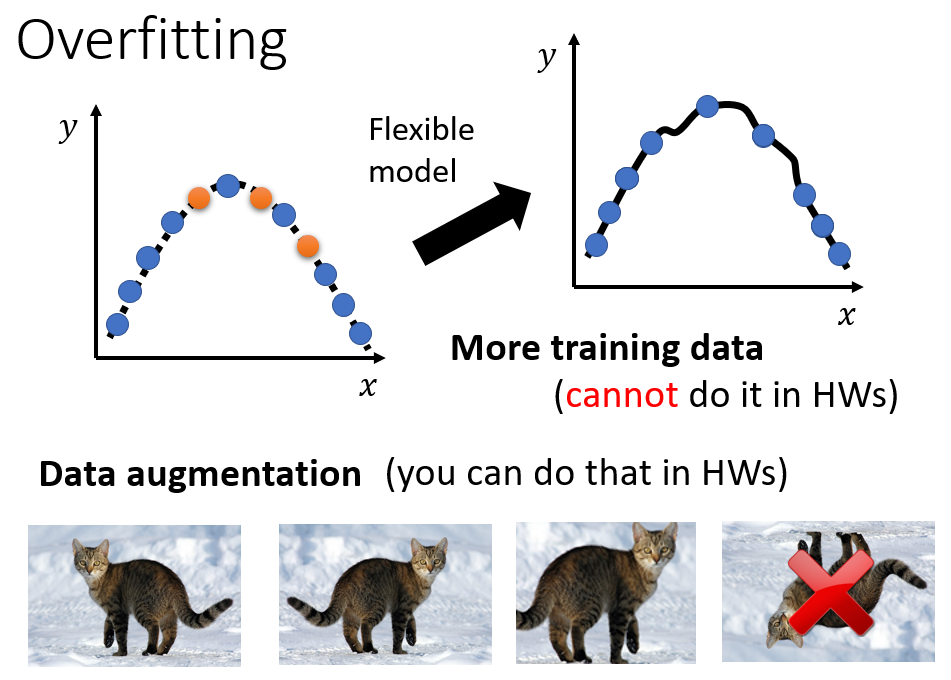 Overfitting
y
x
Flexible
model
y
x
More training data
(cannot do it in HWs)
Data augmentation (you can do that in HWs)